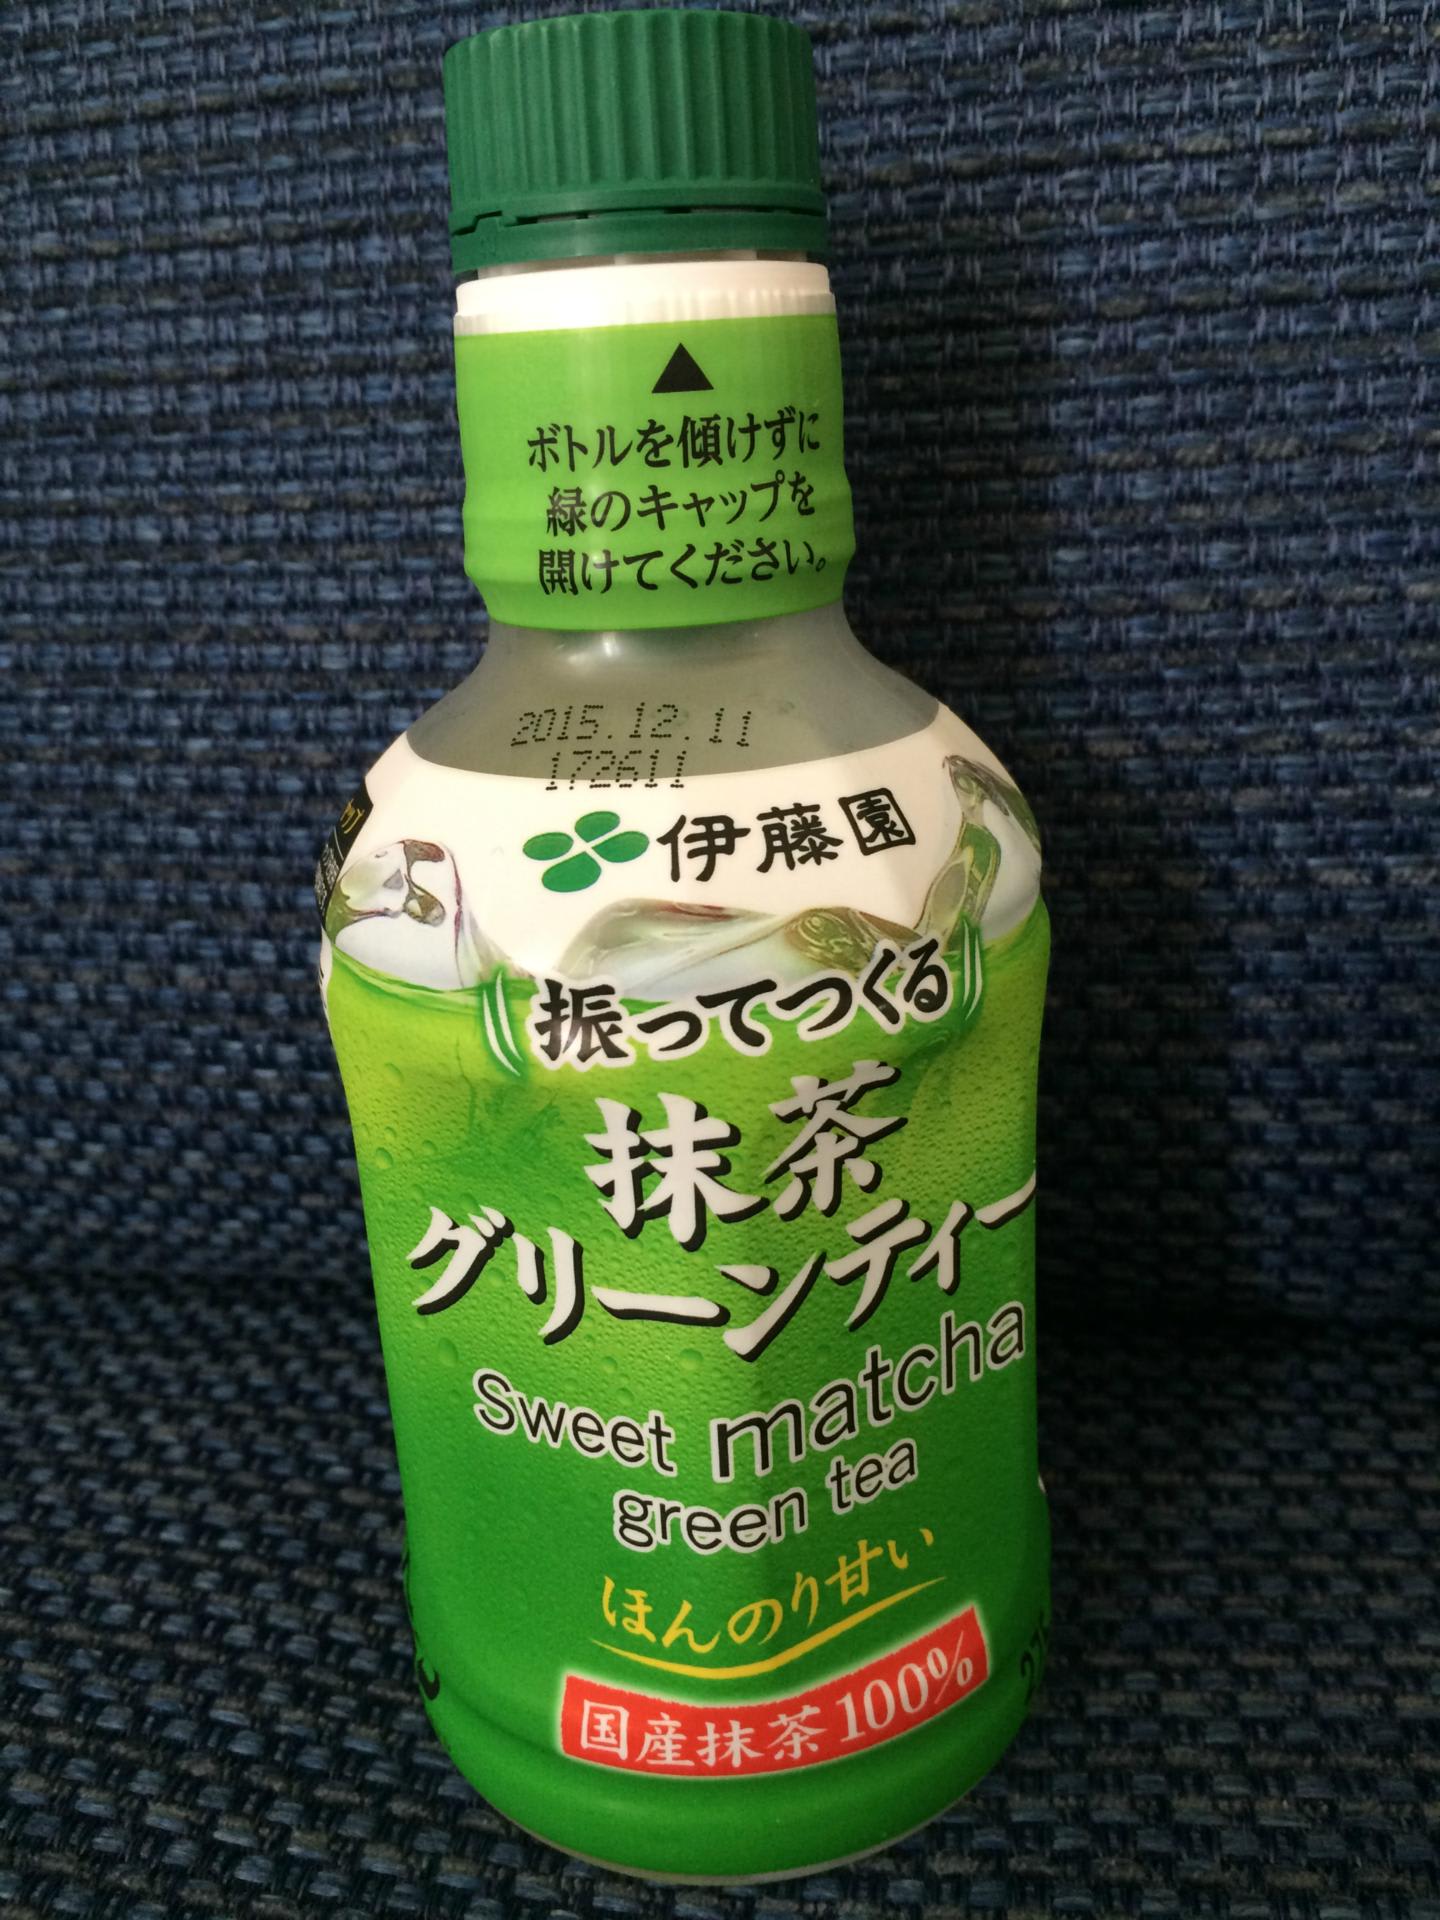 ▲
ボトルを傾けずに
緑のキャップを
開けてください。
2015.12.11
172611
伊藤園
振ってつくる
抹茶
グリーンティー
Sweet matcha
green tea
ほんのり甘い
国産抹茶100%